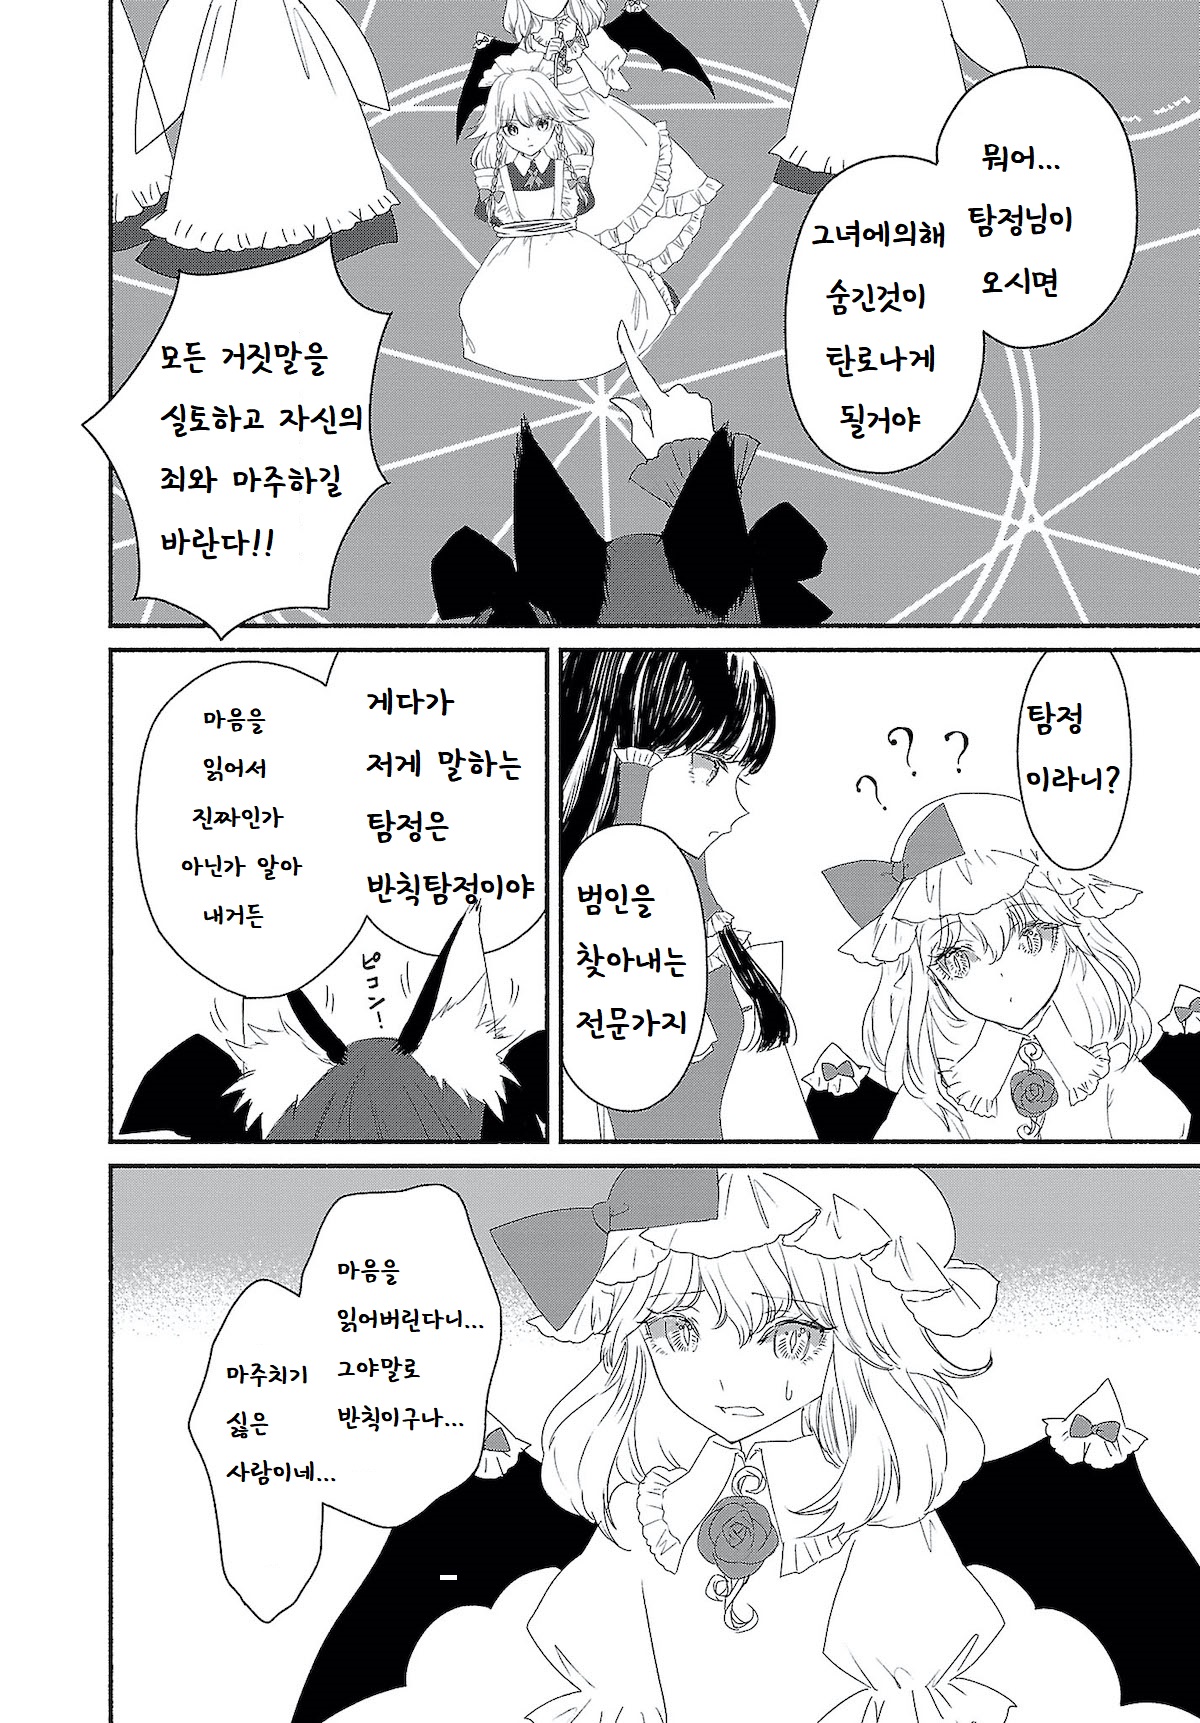 뭐어...
탐정님이
오시면
그녀에의해
숨긴것이
탄로나게
될거야
모든 거짓말을
실토하고 자신의
죄와 마주하길
바란다!!
탐정
이라니?
? ? ?
범인을
찾아내는
전문가지
게다가
저게 말하는
탐정은
반칙탐정이야
마음을
읽어서
진짜인가
아닌가 알아
내거든
ピコン!
마음을
읽어버린다니...
그야말로
반칙이구나...
마주치기
싫은
사람이네...